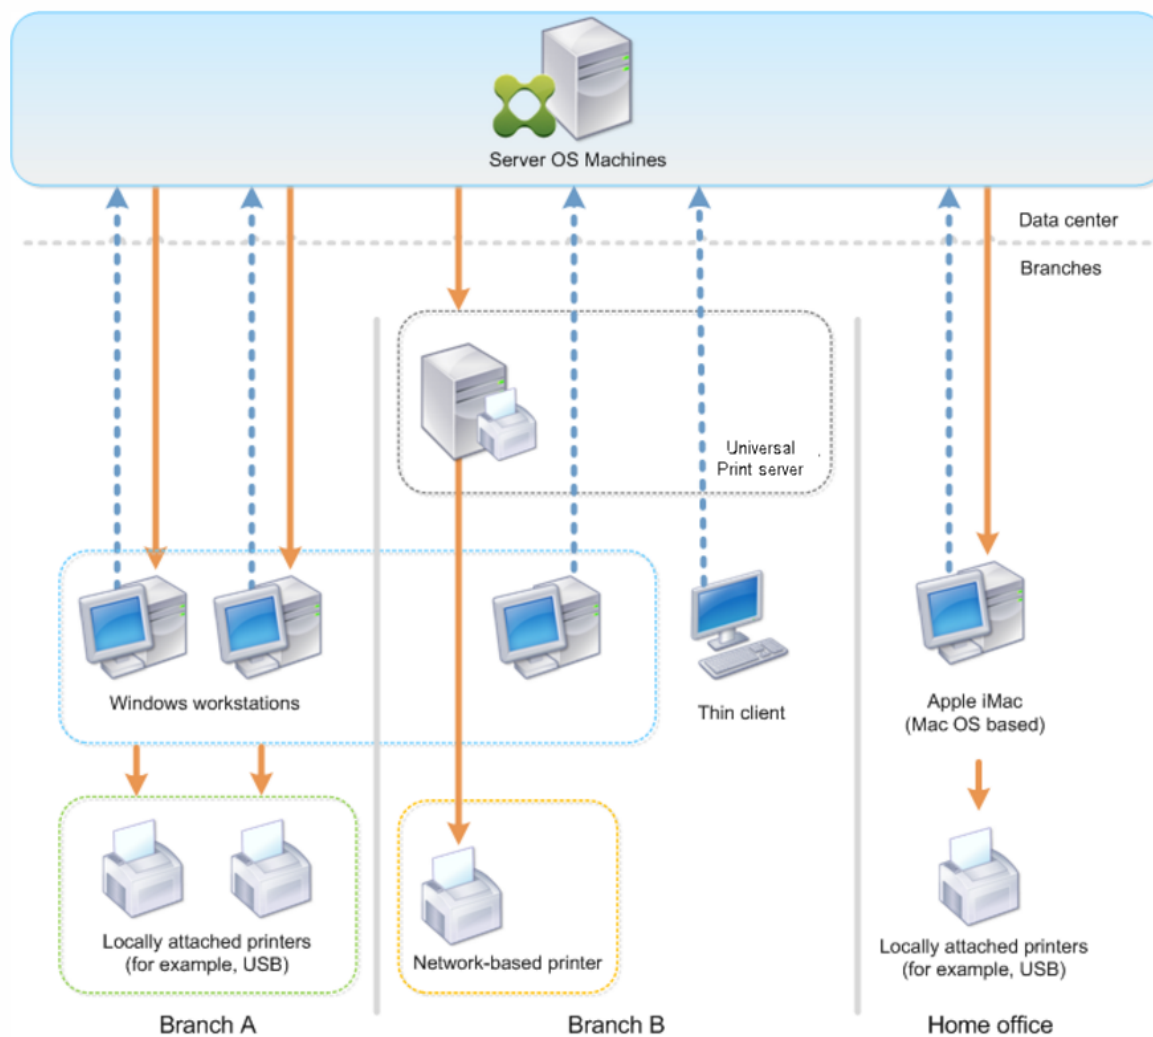 Server OS Machines
Data center
Branches
Universal
Print server
Windows workstations
Thin client
Apple iMac
(Mac OS based)
Locally attached printers
(for example, USB)
Network-based printer
Locally attached printers
(for example, USB)
Branch A
Branch B
Home office